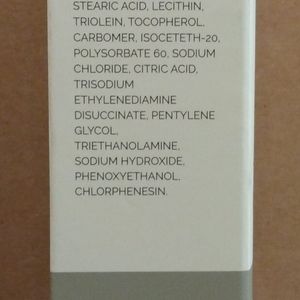 STEARIC ACID, LECITHIN,
TRIOLEIN, TOCOPHEROL,
CARBOMER, ISOCETETH-20,
POLYSORBATE 60, SODIUM
CHLORIDE, CITRIC ACID,
TRISODIUM
ETHYLENEDIAMINE
DISUCCINATE, PENTYLENE
GLYCOL,
TRIETHANOLAMINE,
SODIUM HYDROXIDE,
PHENOXYETHANOL,
CHLORPHENESIN.